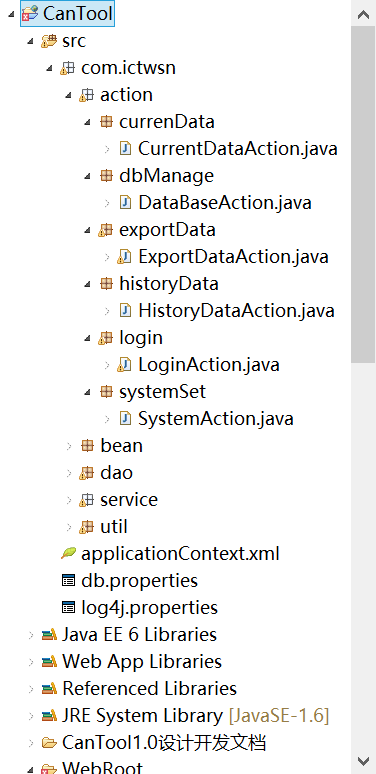 CanTool
src
com.ictwsn
action
currenData
CurrentDataAction.java
dbManage
DataBaseAction.java
exportData
ExportDataAction.java
historyData
HistoryDataAction.java
login
LoginAction.java
systemSet
SystemAction.java
bean
dao
service
util
applicationContext.xml
db.properties
log4j.properties
Java EE 6 Libraries
Web App Libraries
Referenced Libraries
JRE System Library [JavaSE-1.6]
CanTool1.0设计开发文档
WebRoot